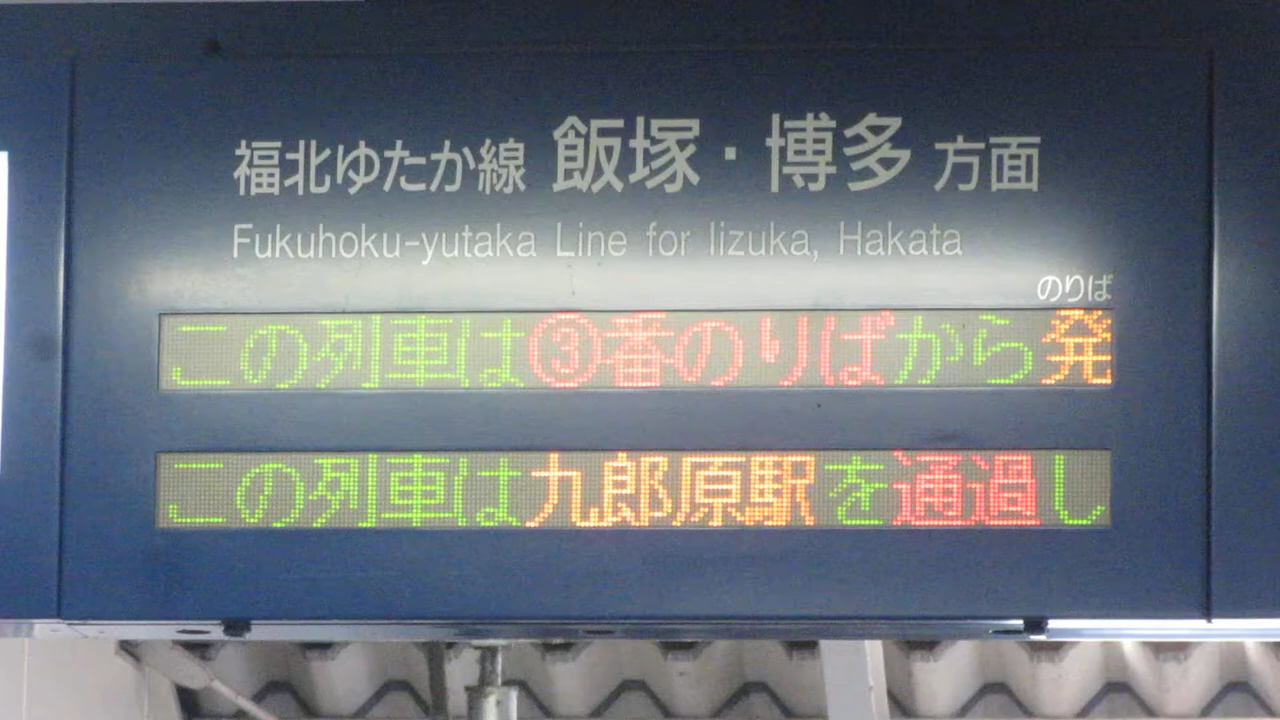 福北ゆたか線 飯塚・博多 方面
Fukuhoku-yutaka Line for Iizuka, Hakata
のりば
この列車は③番のりばから発
この列車は九郎原駅を通過し